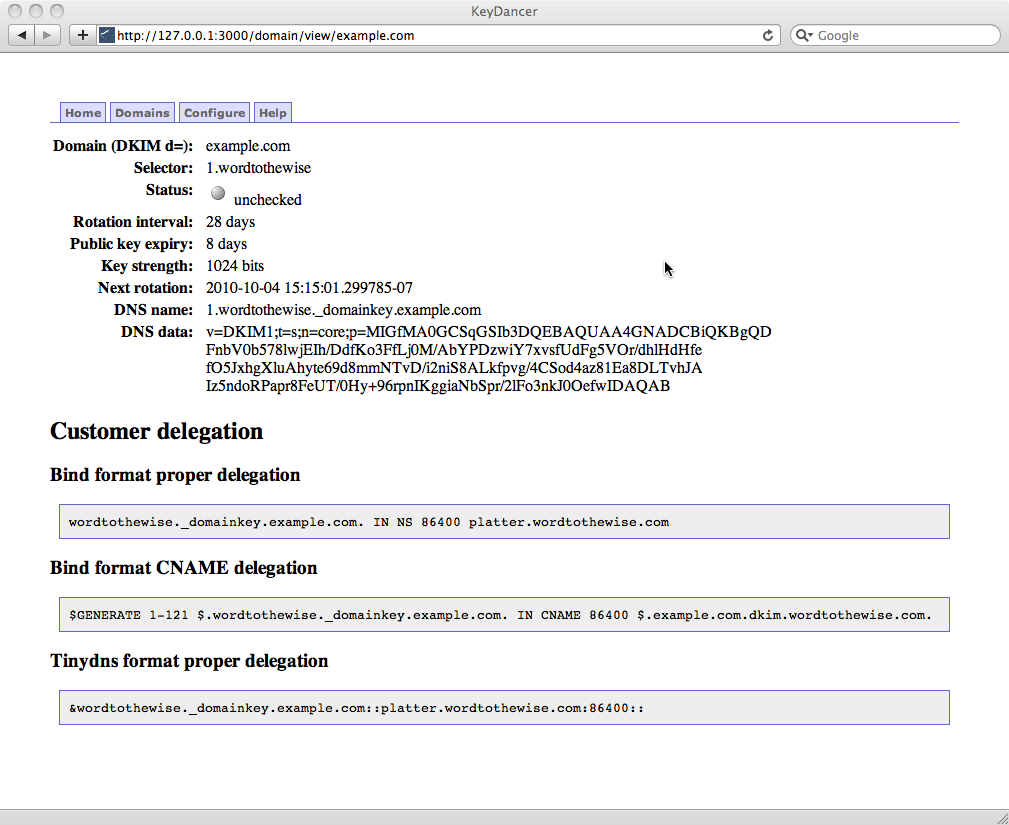 KeyDancer
http://127.0.0.1:3000/domain/view/example.com
Google
Home Domains Configure Help
Domain (DKIM d=): example.com
Selector: 1.wordtothewise
Status: unchecked
Rotation interval: 28 days
Public key expiry: 8 days
Key strength: 1024 bits
Next rotation: 2010-10-04 15:15:01.299785-07
DNS name: 1.wordtothewise._domainkey.example.com
DNS data: v=DKIM1;t=s;n=core;p=MIGfMA0GCSqGSIb3DQEBAQUAA4GNADCBiQKBgQD
FnbV0b578lwjEIh/DdfKo3FfLj0M/AbYPDzwiY7xvsfUdFg5VOr/dhlHdHfe
fO5JxhgXluAhyte69d8mmNTvD/i2niS8ALkfpvg/4CSod4az81Ea8DLTvhJA
Iz5ndoRPapr8FeUT/0Hy+96rpnIKggiaNbSpr/2lFo3nkJ0OefwIDAQAB
Customer delegation
Bind format proper delegation
wordtothewise._domainkey.example.com. IN NS 86400 platter.wordtothewise.com
Bind format CNAME delegation
$GENERATE 1-121 $.wordtothewise._domainkey.example.com. IN CNAME 86400 $.example.com.dkim.wordtothewise.com.
Tinydns format proper delegation
&wordtothewise._domainkey.example.com::platter.wordtothewise.com:86400::